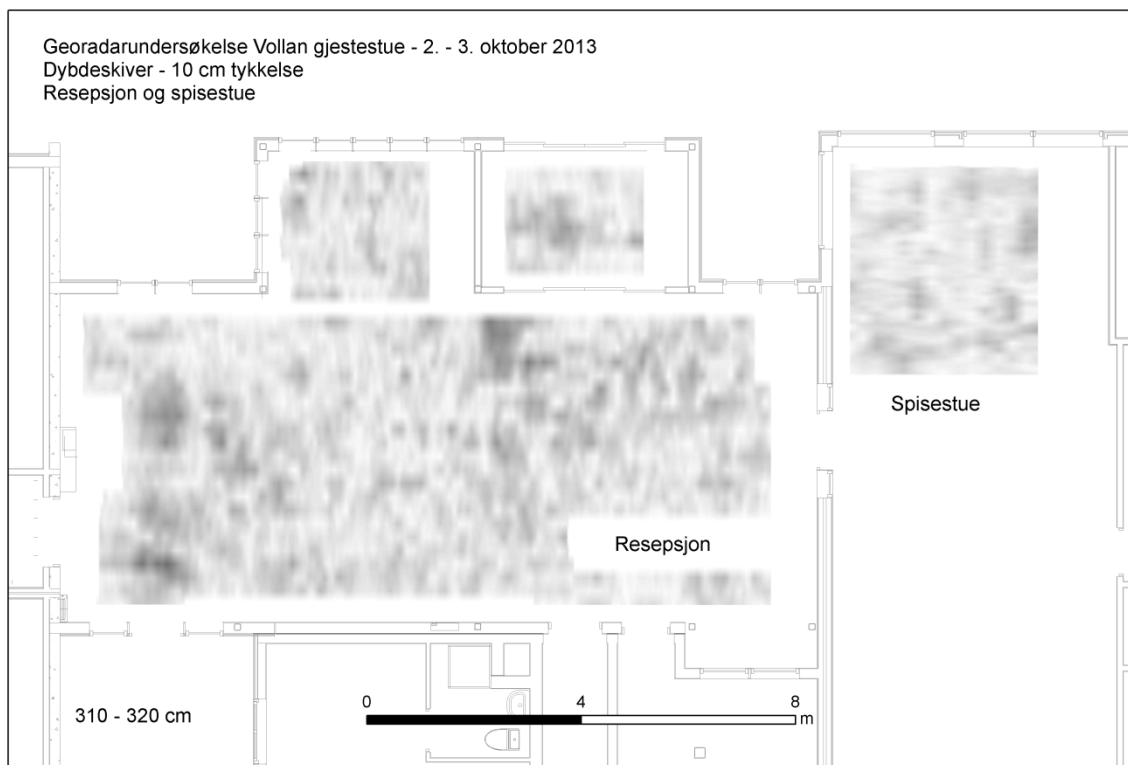 Georadarundersøkelse Vollan gjestestue - 2. - 3. oktober 2013
Dybdeskiver - 10 cm tykkelse
Resepsjon og spisestue
Spisestue
Resepsjon
310 - 320 cm
0 4 8
m